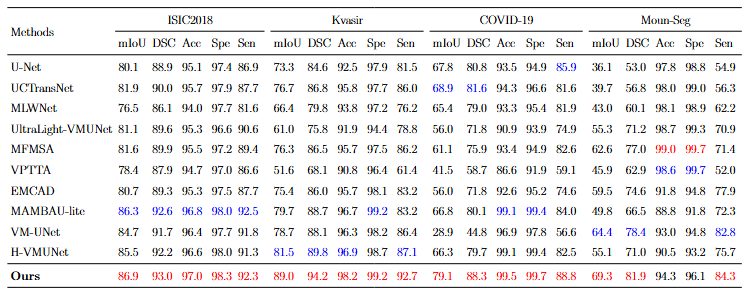 Methods ISIC2018 Kvasir COVID-19 Moun-Seg
mIoU DSC Acc Spe Sen mIoU DSC Acc Spe Sen mIoU DSC Acc Spe Sen mIoU DSC Acc Spe Sen
U-Net 80.1 88.9 95.1 97.4 86.9 73.3 84.6 92.5 97.9 81.5 67.8 80.8 93.5 94.9 85.9 36.1 53.0 97.8 98.8 54.9
UCTransNet 81.9 90.0 95.7 97.9 87.7 76.7 86.8 95.8 97.7 86.0 68.9 81.6 94.3 96.6 81.6 39.7 56.8 98.0 99.0 56.3
MLWNet 76.5 86.1 94.0 97.6 81.6 66.4 79.8 93.8 97.2 76.2 65.4 79.0 93.3 95.4 81.9 43.0 60.1 98.1 98.9 62.2
UltraLight-VMUNet 81.1 89.6 95.3 96.6 90.6 61.0 75.8 91.9 94.4 78.8 56.0 71.8 90.9 93.9 74.9 55.3 71.2 98.7 99.3 70.9
MFMSA 81.6 89.9 95.5 97.2 89.4 76.3 86.5 95.7 97.5 86.2 61.1 75.9 93.4 94.9 82.6 62.6 77.0 99.0 99.7 71.4
VPTTA 78.4 87.9 94.7 97.0 86.6 51.6 68.1 90.8 96.4 61.4 41.5 58.7 86.6 91.9 59.1 45.9 62.9 98.6 99.7 52.0
EMCAD 80.7 89.3 95.3 97.5 87.7 75.4 86.0 95.7 98.1 83.2 56.0 71.8 92.6 95.2 74.6 59.5 74.6 91.8 94.8 77.9
MAMBAU-lite 86.3 92.6 96.8 98.0 92.5 79.7 88.7 96.7 99.2 83.2 66.8 80.1 99.1 99.4 84.0 49.8 66.5 88.8 91.8 72.3
VM-UNet 84.7 91.7 96.4 97.7 91.8 78.7 88.1 96.3 98.2 86.4 28.9 44.8 96.9 97.8 56.6 64.4 78.4 93.0 94.8 82.8
H-VMUNet 85.5 92.2 96.6 98.0 91.3 81.5 89.8 96.9 98.7 87.1 66.3 79.7 99.1 99.4 82.5 55.1 71.0 90.5 93.2 75.7
Ours 86.9 93.0 97.0 98.3 92.3 89.0 94.2 98.2 99.2 92.7 79.1 88.3 99.5 99.7 88.8 69.3 81.9 94.3 96.1 84.3